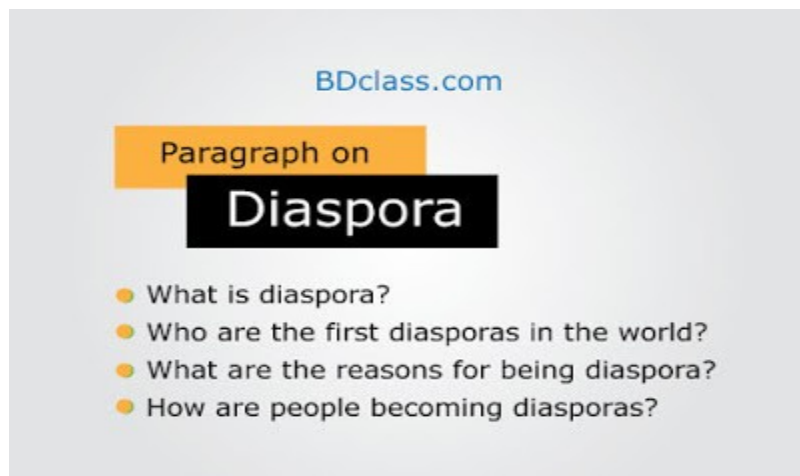 BDclass.com
Paragraph on
Diaspora
What is diaspora?
Who are the first diasporas in the world?
What are the reasons for being diaspora?
How are people becoming diasporas?